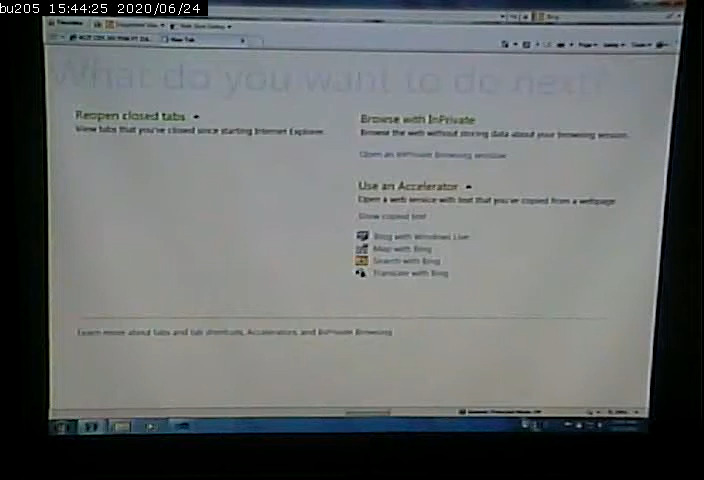 bu205 15:44:25 2020/06/24
Favorites
Bing
New Tab
What do you want to do next?
Reopen closed tabs
View tabs that you've closed since starting Internet Explorer.
Browse with InPrivate
Browse the web without storing data about your browsing session.
Open an InPrivate Browsing window
Use an Accelerator
Open a web service with text that you've copied from a webpage.
Show copied text
Blog with Windows Live
Map with Bing
Search with Bing
Translate with Bing
Learn more about tabs and tab shortcuts, Accelerators, and InPrivate Browsing